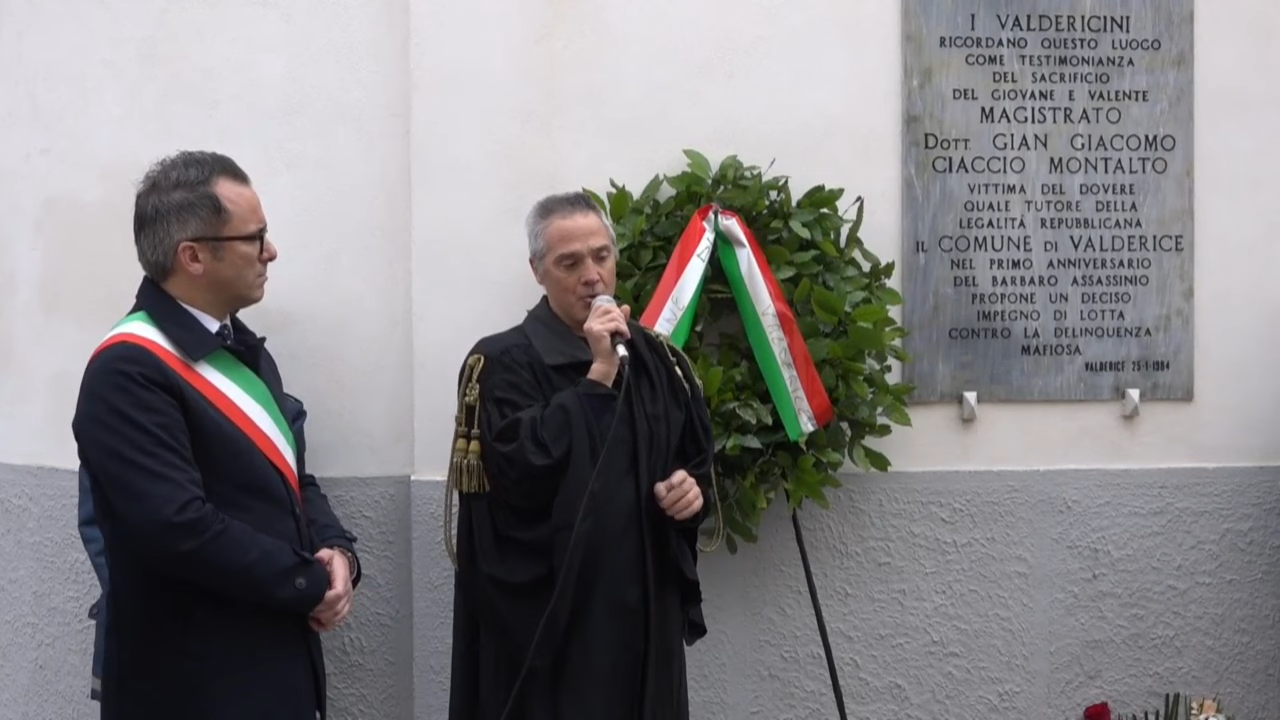 I VALDERICINI
RICORDANO QUESTO LUOGO
COME TESTIMONIANZA
DEL SACRIFICIO
DEL GIOVANE E VALENTE
MAGISTRATO
DOTT. GIAN GIACOMO
CIACCIO MONTALTO
VITTIMA DEL DOVERE
QUALE TUTORE DELLA
LEGALITÁ REPUBBLICANA
IL COMUNE DI VALDERICE
NEL PRIMO ANNIVERSARIO
DEL BARBARO ASSASSINIO
PROPONE UN DECISO
IMPEGNO DI LOTTA
CONTRO LA DELINQUENZA
MAFIOSA
VALDERICE 25-1-1984
VALDERICE